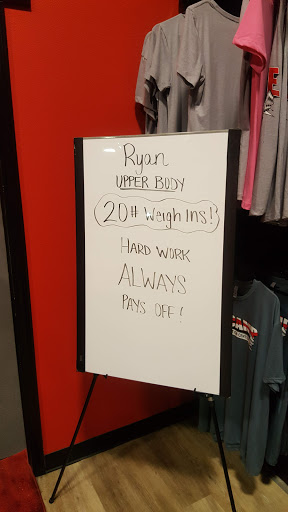 Ryan
UPPER BODY
20# Weigh Ins!
HARD WORK
ALWAYS
PAYS OFF!